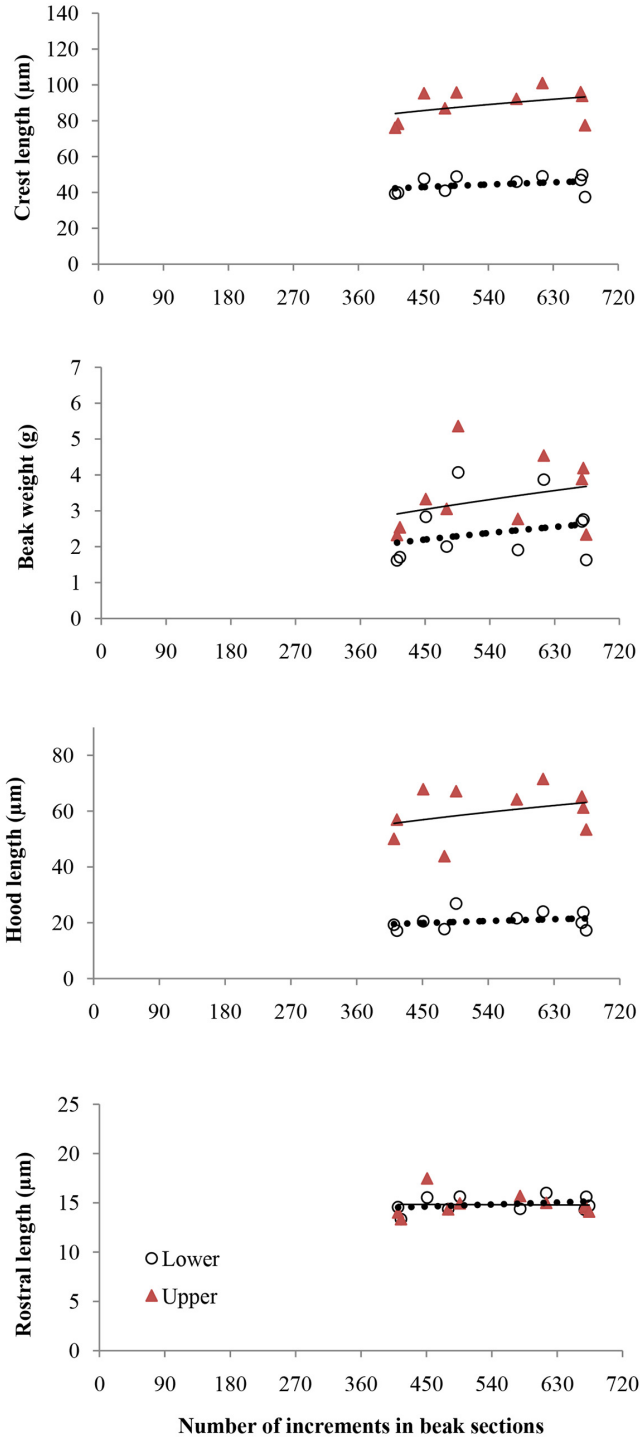 140
120
100
80
60
40
20
0
Crest length (µm)
0 90 180 270 360 450 540 630 720
7
6
5
4
3
2
1
0
Beak weight (g)
0 90 180 270 360 450 540 630 720
80
60
40
20
0
Hood length (µm)
0 90 180 270 360 450 540 630 720
25
20
15
10
5
0
Rostral length (µm)
Lower
Upper
0 90 180 270 360 450 540 630 720
Number of increments in beak sections